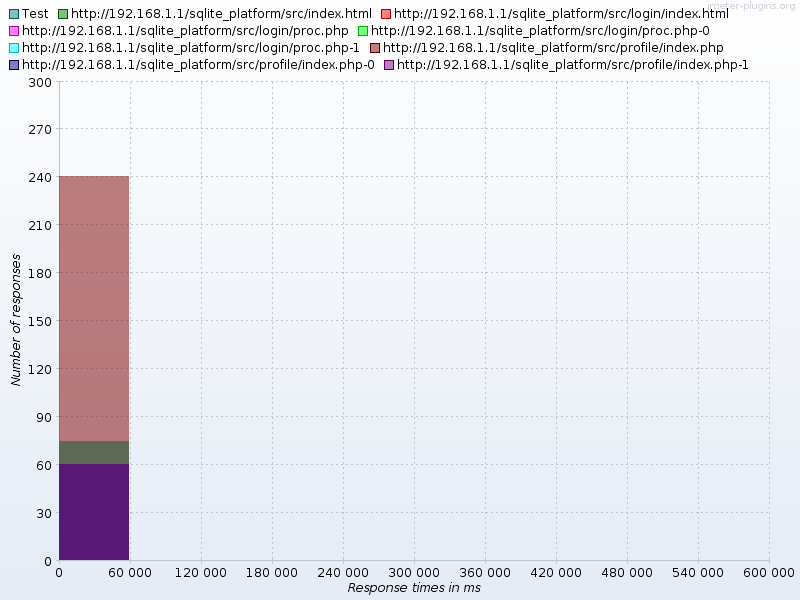 jmeter-plugins.org
Test http://192.168.1.1/sqlite_platform/src/index.html http://192.168.1.1/sqlite_platform/src/login/index.html
http://192.168.1.1/sqlite_platform/src/login/proc.php http://192.168.1.1/sqlite_platform/src/login/proc.php-0
http://192.168.1.1/sqlite_platform/src/login/proc.php-1 http://192.168.1.1/sqlite_platform/src/profile/index.php
http://192.168.1.1/sqlite_platform/src/profile/index.php-0 http://192.168.1.1/sqlite_platform/src/profile/index.php-1
300
270
240
210
180
150
120
90
60
30
0
Number of responses
0 60 000 120 000 180 000 240 000 300 000 360 000 420 000 480 000 540 000 600 000
Response times in ms